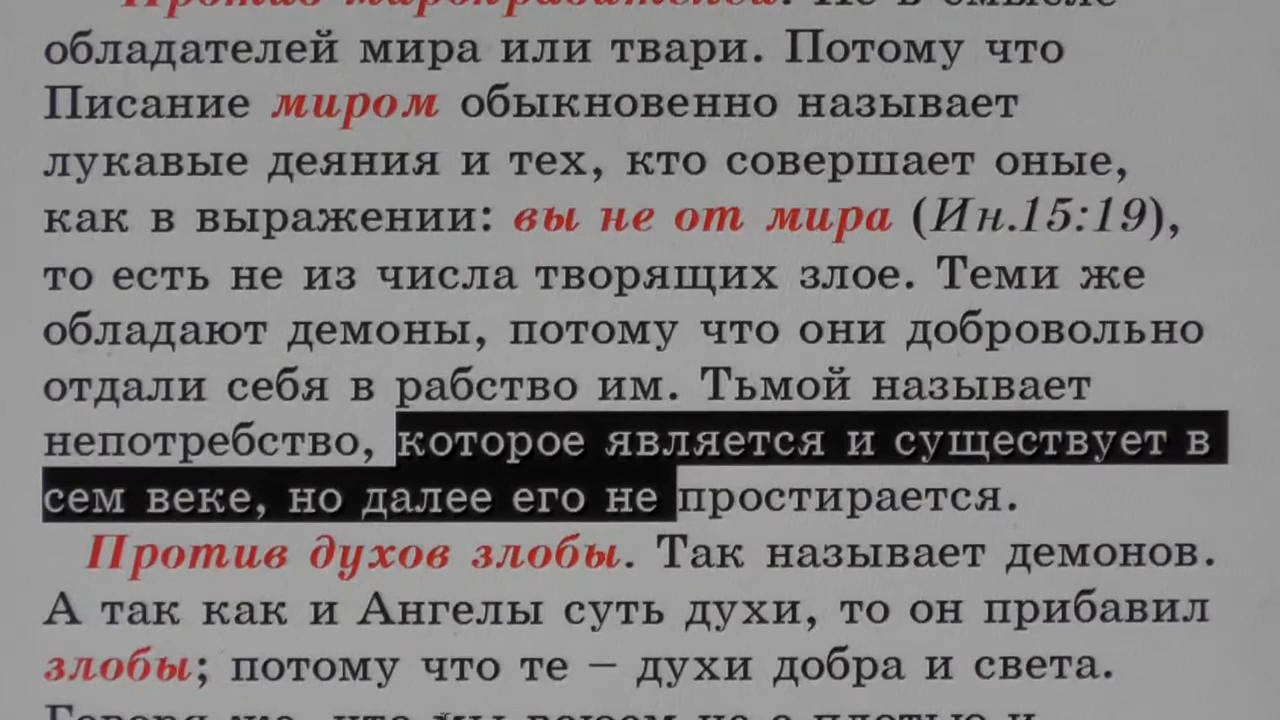 Против мироправителей. Не в смысле
обладателей мира или твари. Потому что
Писание миром обыкновенно называет
лукавые деяния и тех, кто совершает оные,
как в выражении: вы не от мира (Ин.15:19),
то есть не из числа творящих злое. Теми же
обладают демоны, потому что они добровольно
отдали себя в рабство им. Тьмой называет
непотребство, которое является и существует в
сем веке, но далее его не простирается.
Против духов злобы. Так называет демонов.
А так как и Ангелы суть духи, то он прибавил
злобы; потому что те – духи добра и света.